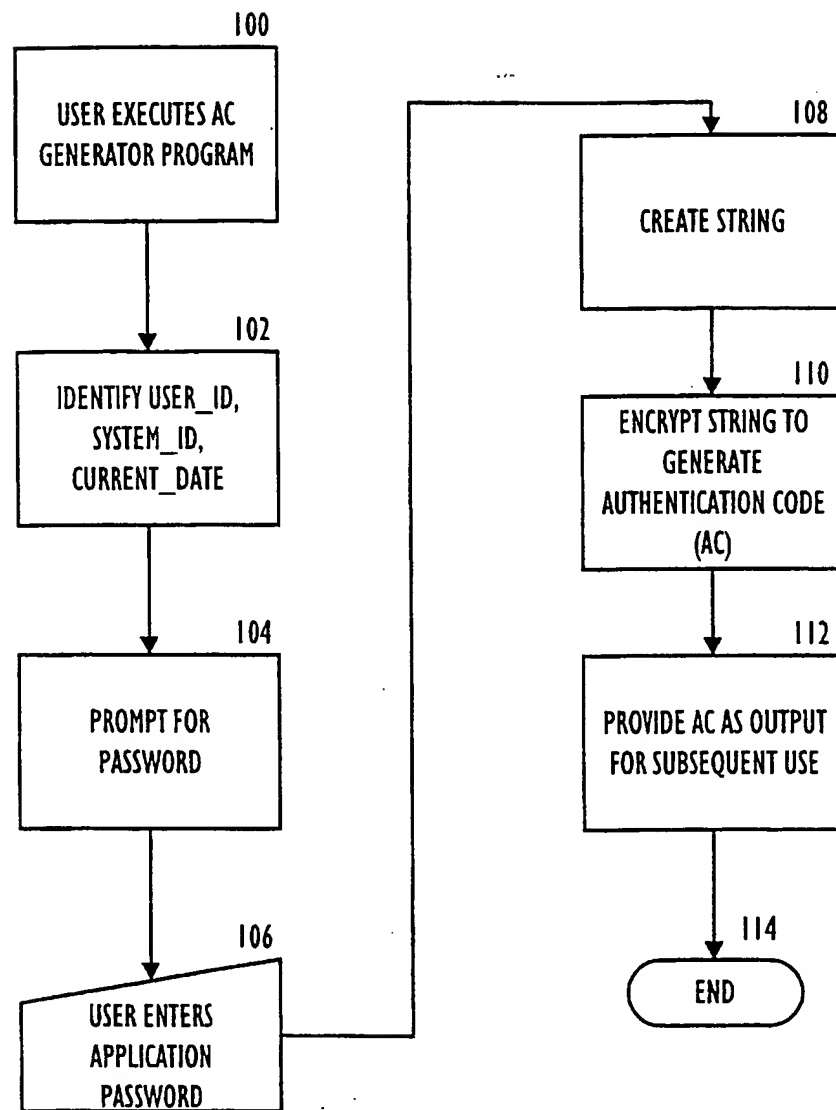 100
USER EXECUTES AC
GENERATOR PROGRAM
102
IDENTIFY USER_ID,
SYSTEM_ID,
CURRENT_DATE
104
PROMPT FOR
PASSWORD
106
USER ENTERS
APPLICATION
PASSWORD
108
CREATE STRING
110
ENCRYPT STRING TO
GENERATE
AUTHENTICATION CODE
(AC)
112
PROVIDE AC AS OUTPUT
FOR SUBSEQUENT USE
114
END